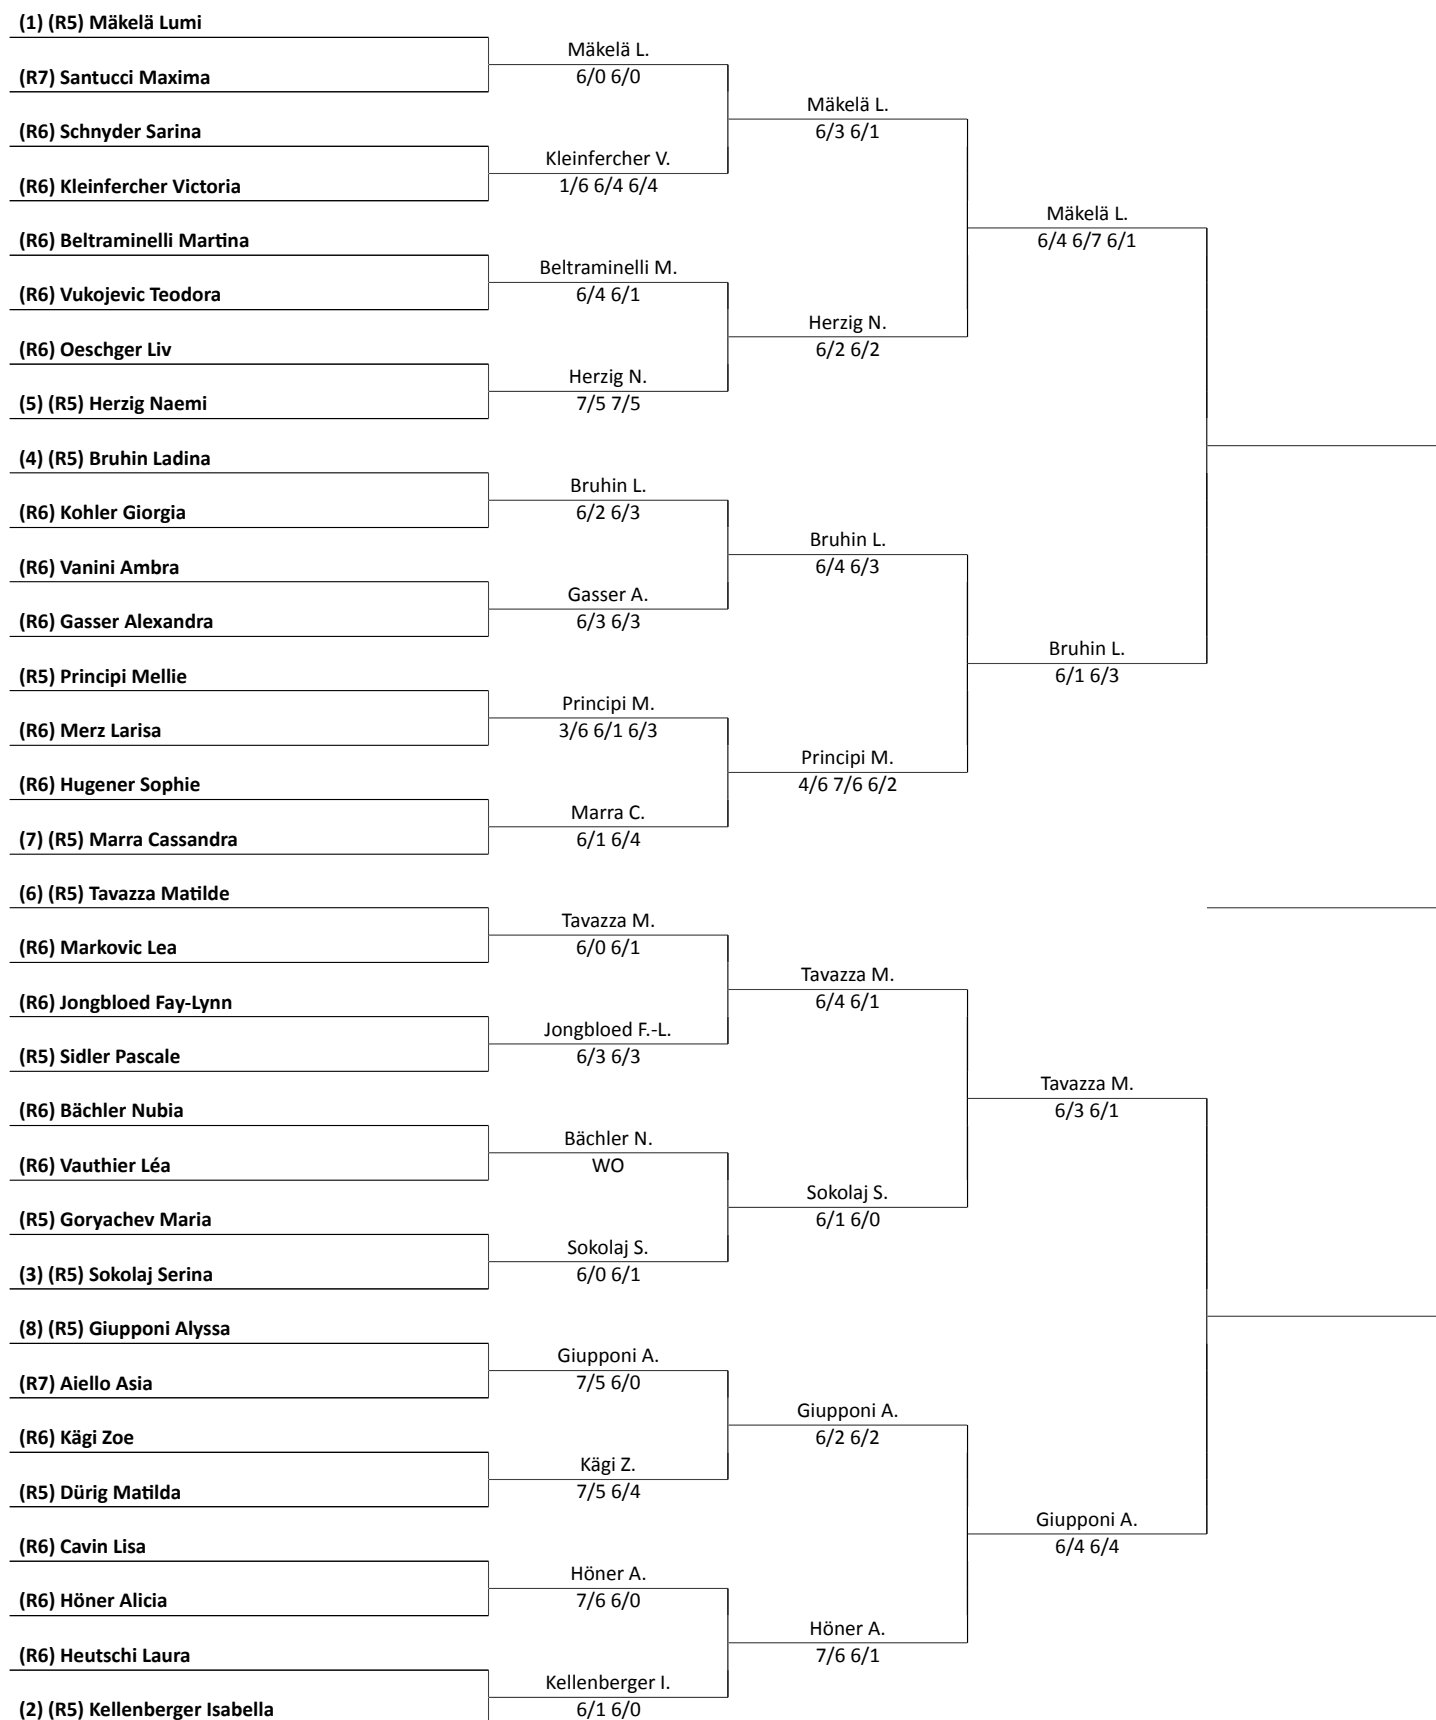 (1) (R5) Mäkelä Lumi
Mäkelä L.
(R7) Santucci Maxima
6/0 6/0
Mäkelä L.
(R6) Schnyder Sarina
6/3 6/1
Kleinfercher V.
(R6) Kleinfercher Victoria
1/6 6/4 6/4
Mäkelä L.
(R6) Beltraminelli Martina
6/4 6/7 6/1
Beltraminelli M.
(R6) Vukojevic Teodora
6/4 6/1
Herzig N.
(R6) Oeschger Liv
6/2 6/2
Herzig N.
(5) (R5) Herzig Naemi
7/5 7/5
(4) (R5) Bruhin Ladina
Bruhin L.
(R6) Kohler Giorgia
6/2 6/3
Bruhin L.
(R6) Vanini Ambra
6/4 6/3
Gasser A.
(R6) Gasser Alexandra
6/3 6/3
Bruhin L.
(R5) Principi Mellie
6/1 6/3
Principi M.
(R6) Merz Larisa
3/6 6/1 6/3
Principi M.
(R6) Hugener Sophie
4/6 7/6 6/2
Marra C.
(7) (R5) Marra Cassandra
6/1 6/4
(6) (R5) Tavazza Matilde
Tavazza M.
(R6) Markovic Lea
6/0 6/1
Tavazza M.
(R6) Jongbloed Fay-Lynn
6/4 6/1
Jongbloed F.-L.
(R5) Sidler Pascale
6/3 6/3
Tavazza M.
(R6) Bächler Nubia
6/3 6/1
Bächler N.
(R6) Vauthier Léa
WO
Sokolaj S.
(R5) Goryachev Maria
6/1 6/0
Sokolaj S.
(3) (R5) Sokolaj Serina
6/0 6/1
(8) (R5) Giupponi Alyssa
Giupponi A.
(R7) Aiello Asia
7/5 6/0
Giupponi A.
(R6) Kägi Zoe
6/2 6/2
Kägi Z.
(R5) Dürig Matilda
7/5 6/4
Giupponi A.
(R6) Cavin Lisa
6/4 6/4
Höner A.
(R6) Höner Alicia
7/6 6/0
Höner A.
(R6) Heutschi Laura
7/6 6/1
Kellenberger I.
(2) (R5) Kellenberger Isabella
6/1 6/0